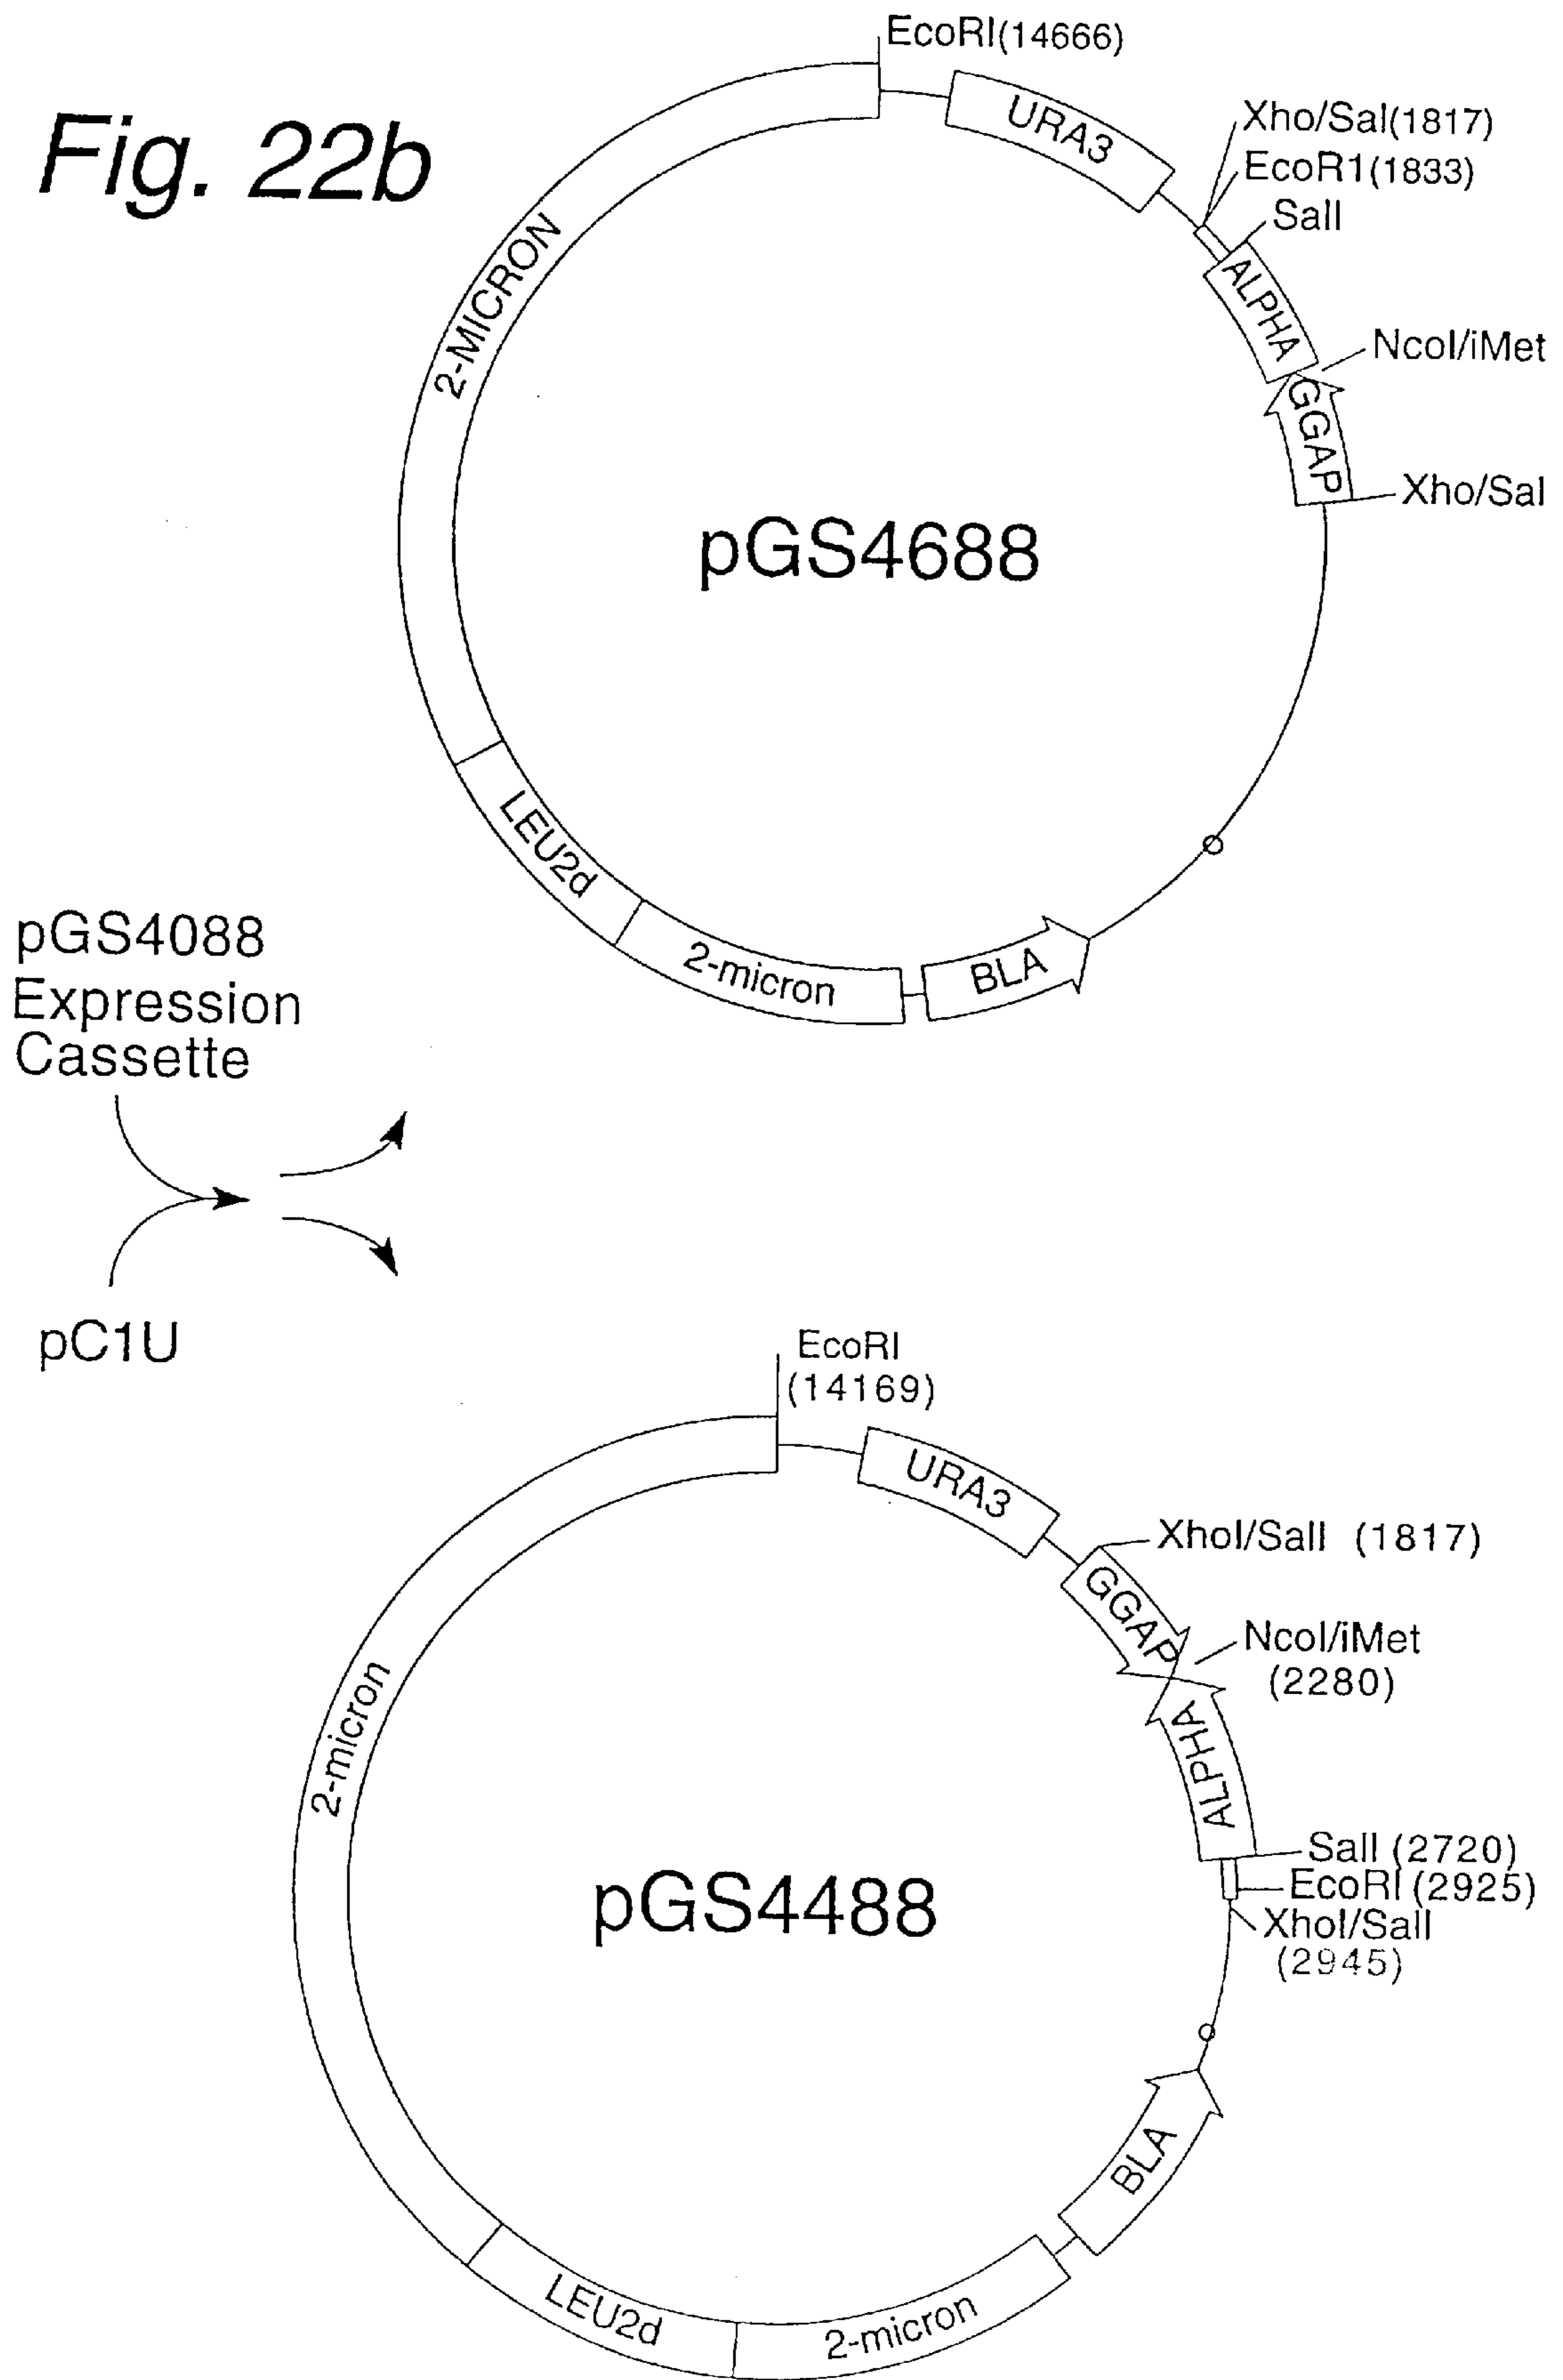 Fig. 22b
EcoRI(14666)
URA3
Xho/Sal(1817)
EcoR1(1833)
SalI
ALPHA
NcoI/iMet
GGAP
Xho/Sal
2-MICRON
pGS4688
LEU2d
2-micron
BLA
pGS4088
Expression
Cassette
pC1U
EcoRI
(14169)
URA3
XhoI/SalI (1817)
GGAP
NcoI/iMet
(2280)
ALPHA
2-micron
SalI (2720)
EcoRI (2925)
XhoI/SalI
(2945)
pGS4488
BLA
LEU2d
2-micron